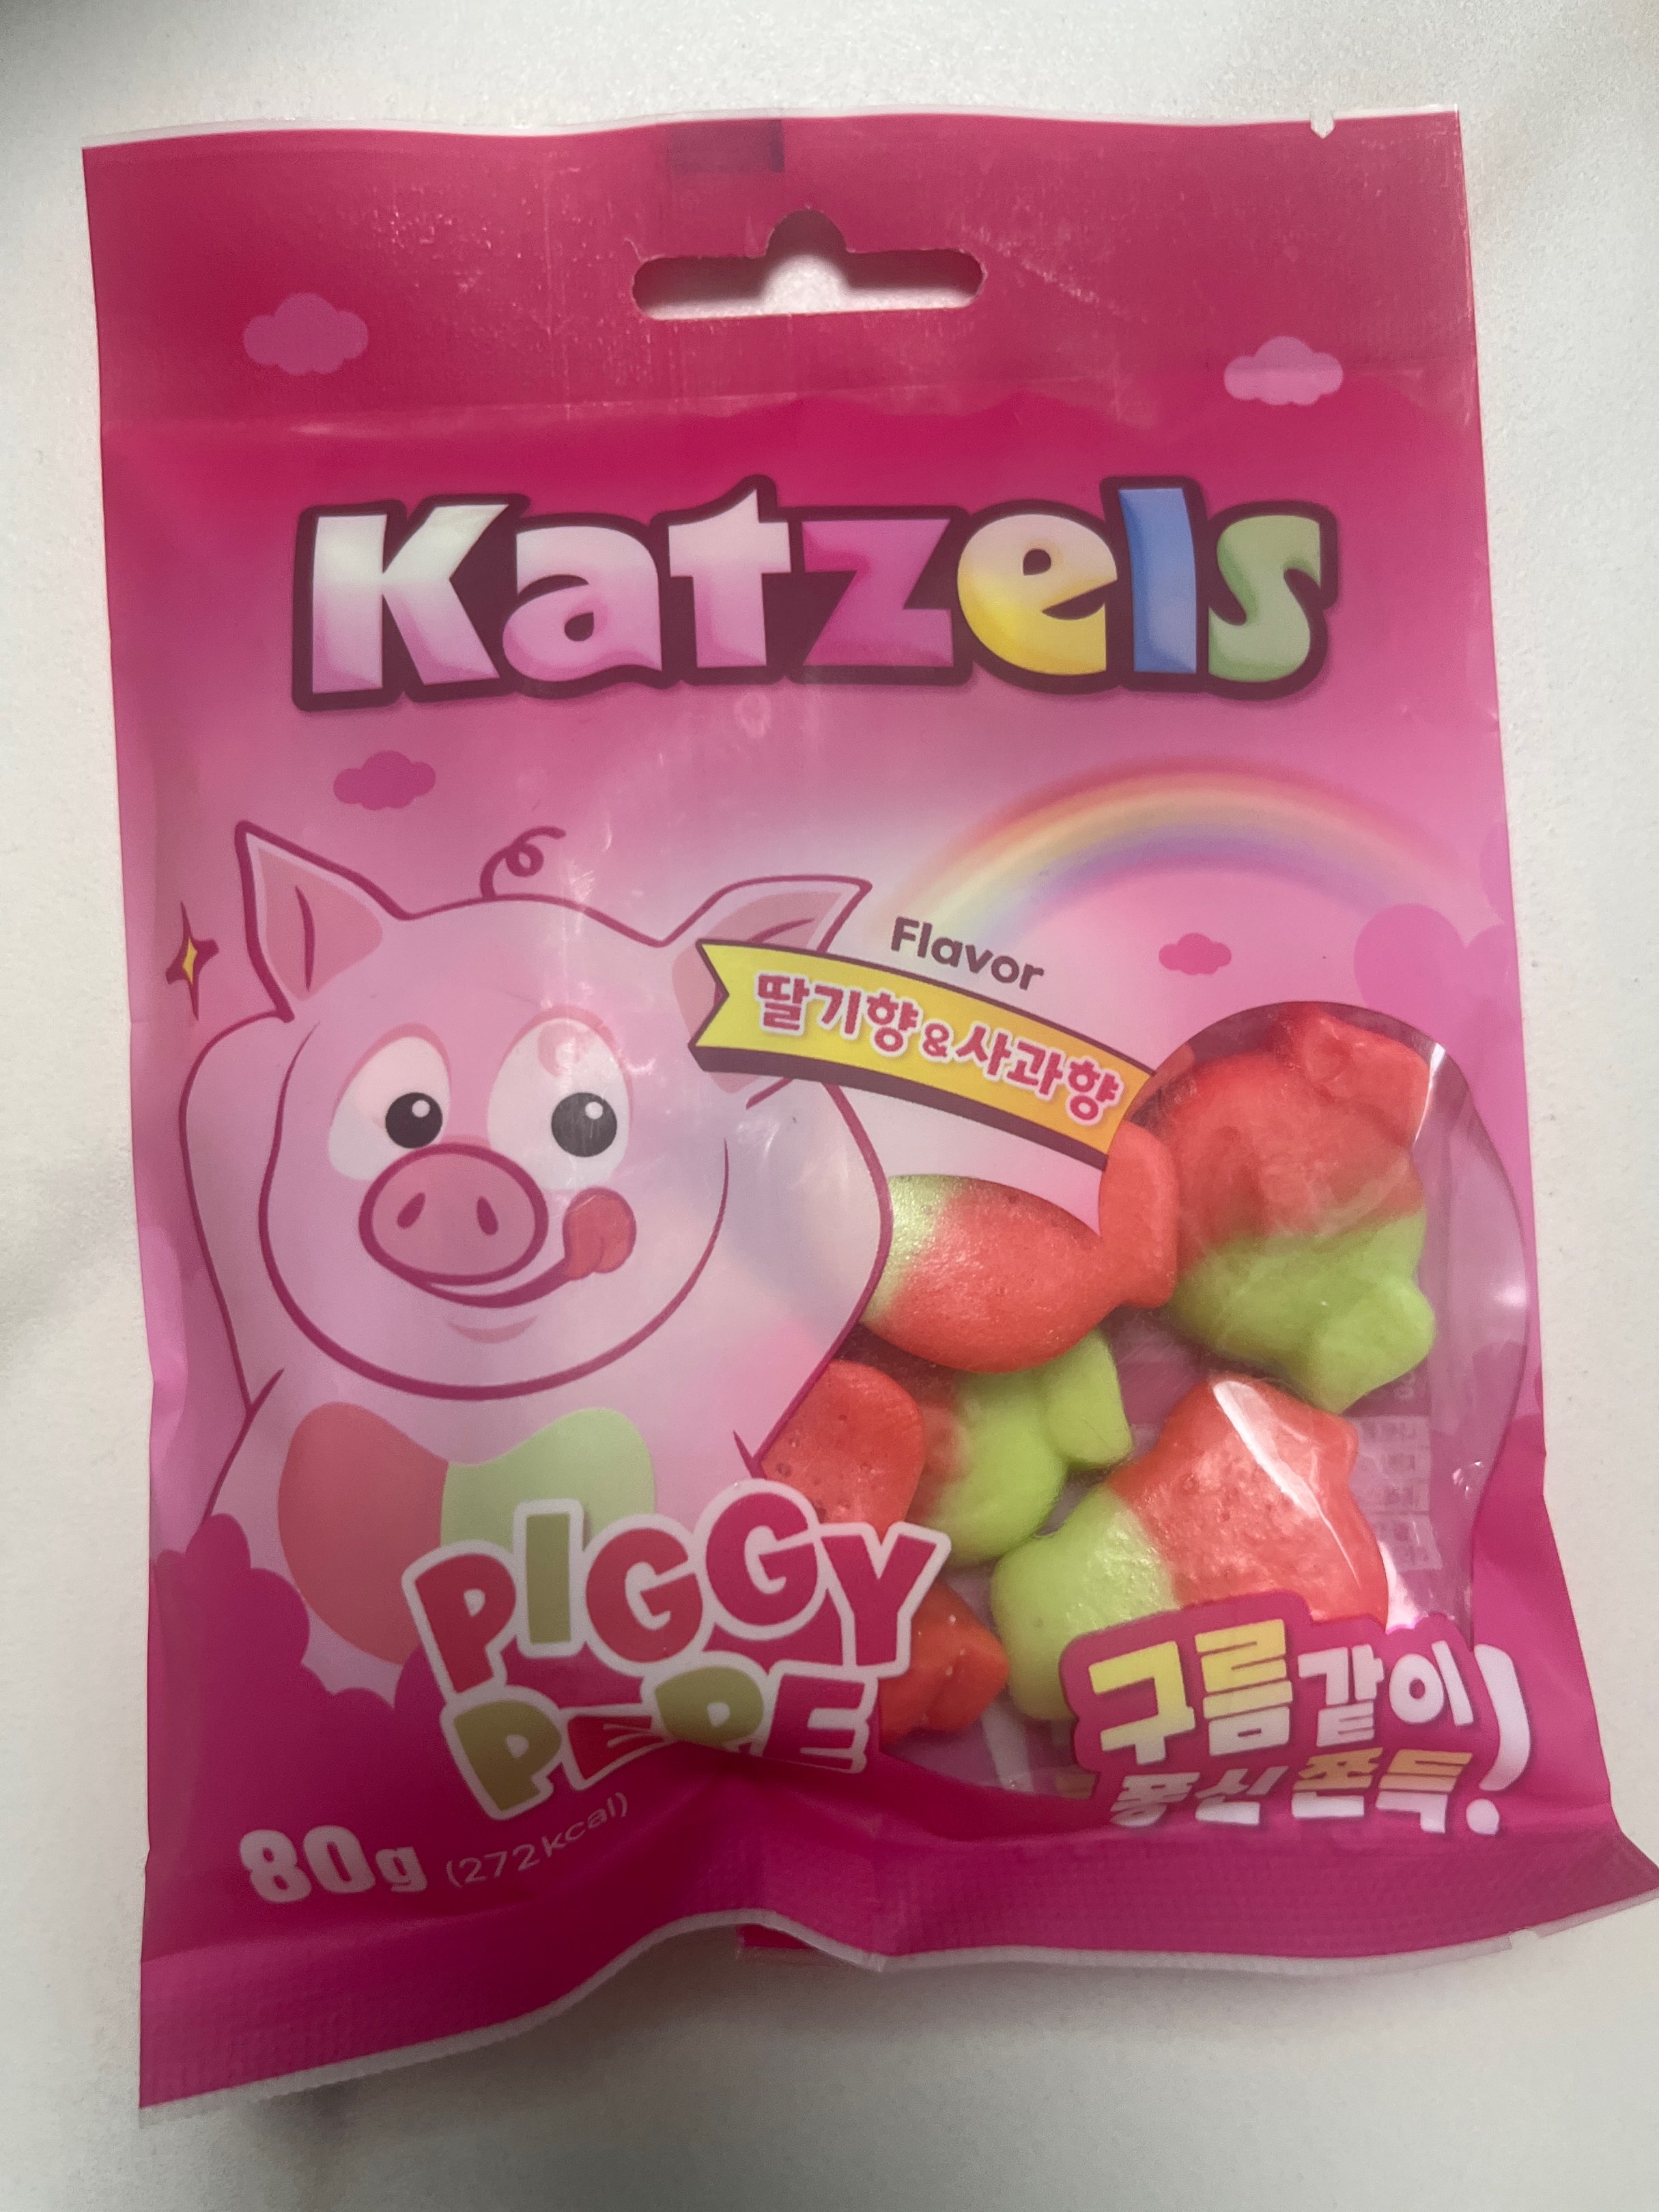 Katzels
Flavor
딸기향&사과향
PIGGY
PEPE
구름같이
풍신 쫀득!
80g (272kcal)